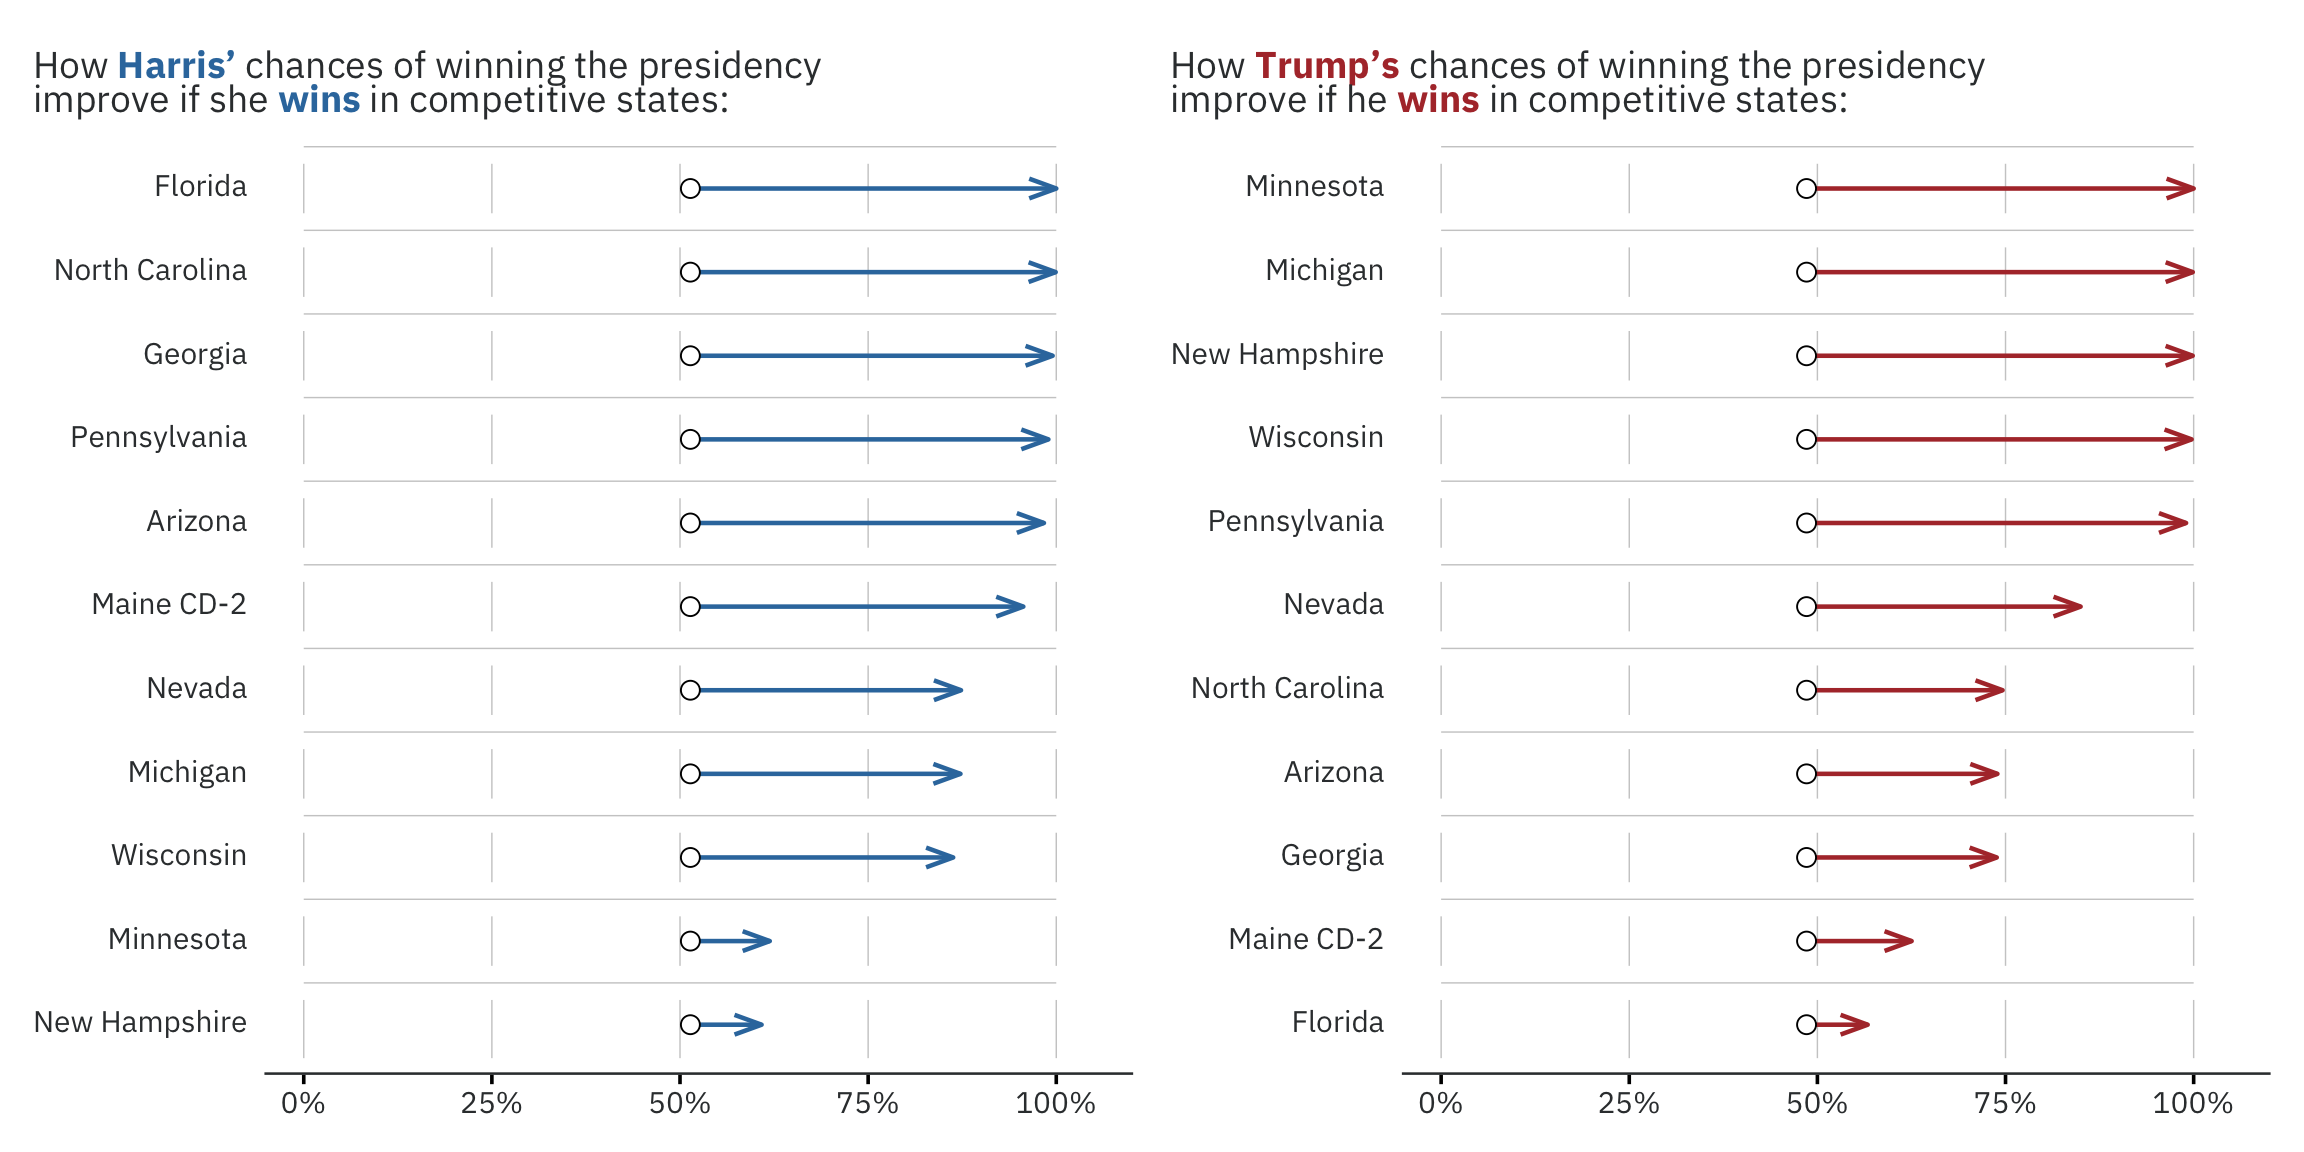 How Harris’ chances of winning the presidency
improve if she wins in competitive states:
Florida
North Carolina
Georgia
Pennsylvania
Arizona
Maine CD-2
Nevada
Michigan
Wisconsin
Minnesota
New Hampshire
0% 25% 50% 75% 100%
How Trump’s chances of winning the presidency
improve if he wins in competitive states:
Minnesota
Michigan
New Hampshire
Wisconsin
Pennsylvania
Nevada
North Carolina
Arizona
Georgia
Maine CD-2
Florida
0% 25% 50% 75% 100%